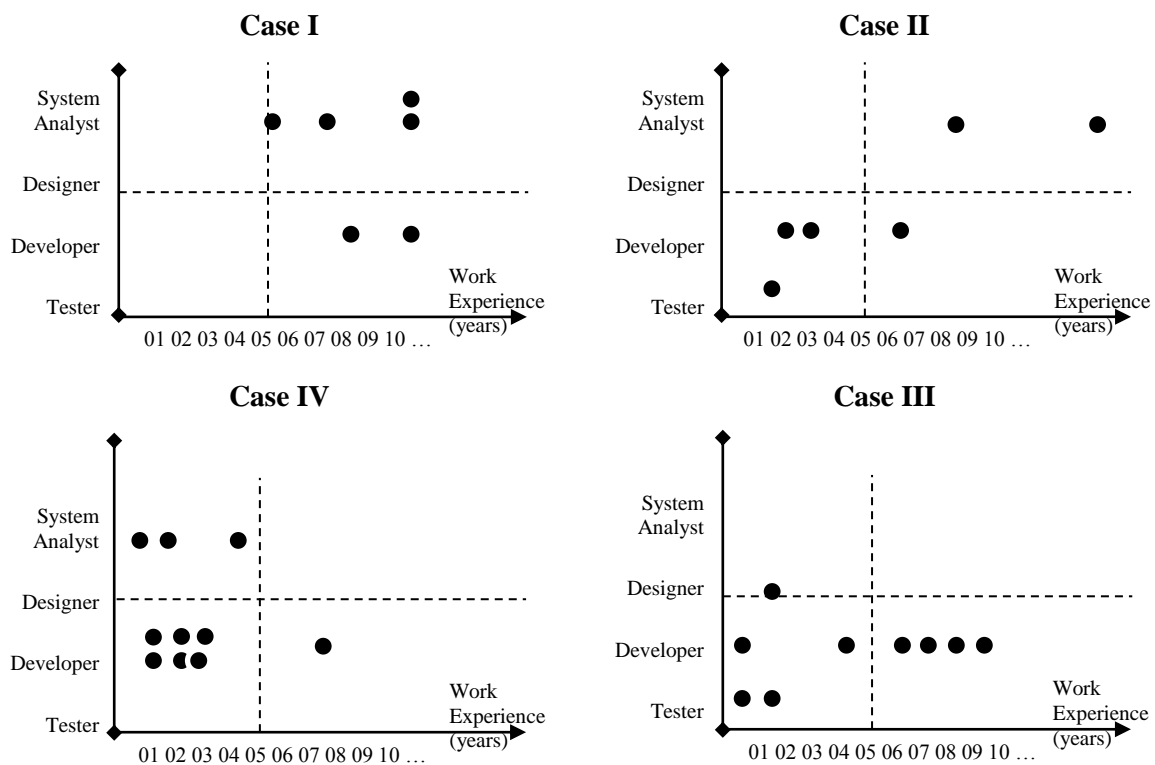 Case I
System
Analyst
Designer
Developer
Tester
Work
Experience
(years)
01 02 03 04 05 06 07 08 09 10 …
Case II
System
Analyst
Designer
Developer
Tester
Work
Experience
(years)
01 02 03 04 05 06 07 08 09 10 …
Case IV
System
Analyst
Designer
Developer
Tester
Work
Experience
(years)
01 02 03 04 05 06 07 08 09 10 …
Case III
System
Analyst
Designer
Developer
Tester
Work
Experience
(years)
01 02 03 04 05 06 07 08 09 10 …